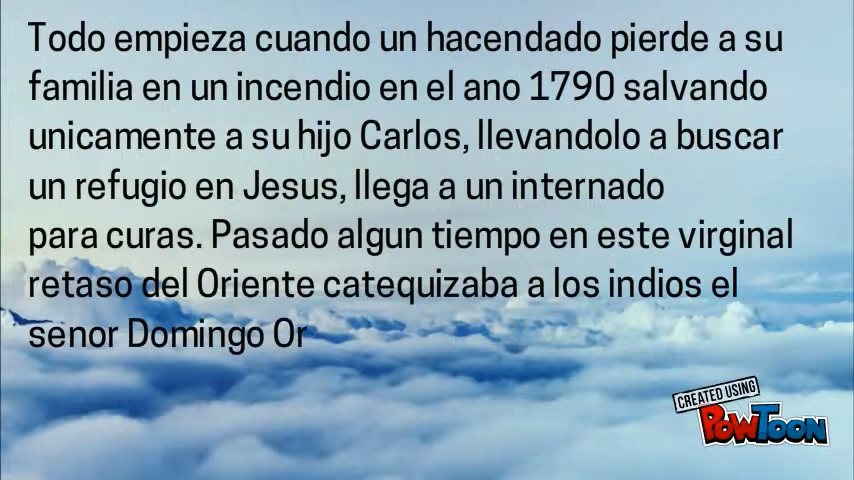 Todo empieza cuando un hacendado pierde a su
familia en un incendio en el ano 1790 salvando
unicamente a su hijo Carlos, llevandolo a buscar
un refugio en Jesus, llega a un internado
para curas. Pasado algun tiempo en este virginal
retaso del Oriente catequizaba a los indios el
senor Domingo Or
CREATED USING
POWTOON